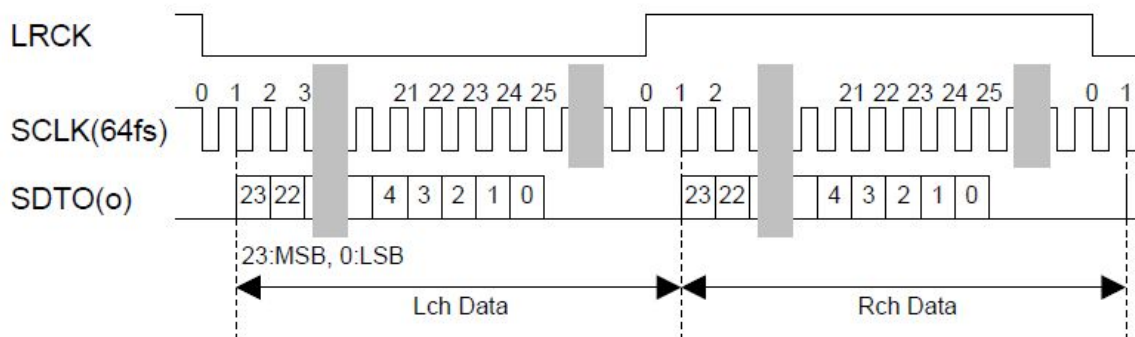 LRCK
0 1 2 3 21 22 23 24 25 0 1 2 21 22 23 24 25 0 1
SCLK(64fs)
SDTO(o) 23 22 4 3 2 1 0 23 22 4 3 2 1 0
23:MSB, 0:LSB
Lch Data Rch Data